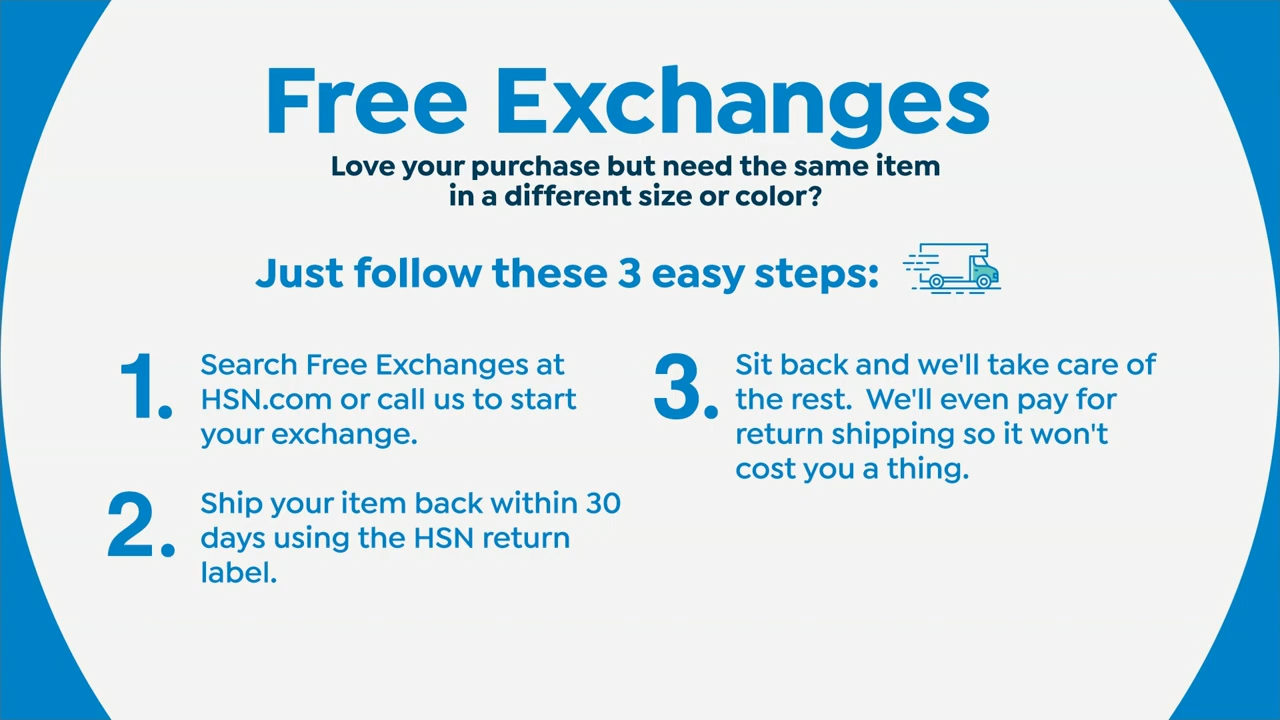 Free Exchanges
Love your purchase but need the same item
in a different size or color?
Just follow these 3 easy steps:
1. Search Free Exchanges at
HSN.com or call us to start
your exchange.
2. Ship your item back within 30
days using the HSN return
label.
3. Sit back and we'll take care of
the rest.  We'll even pay for
return shipping so it won't
cost you a thing.